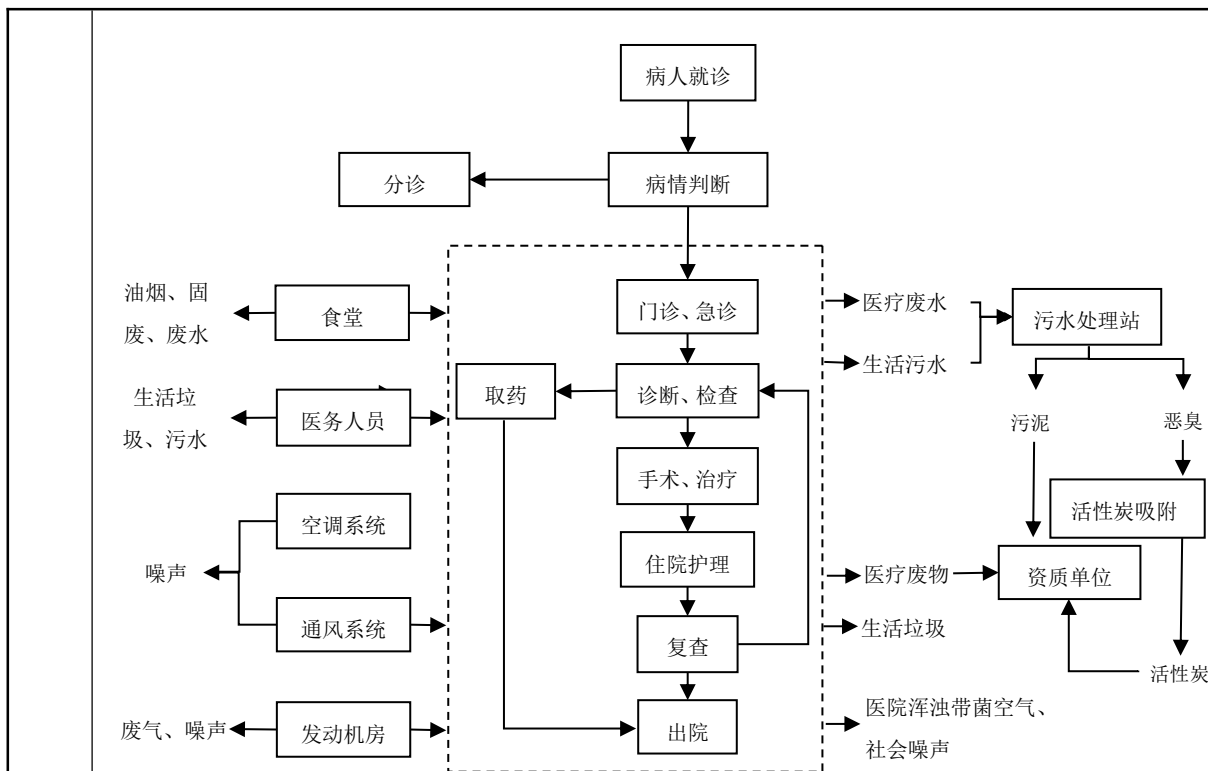 病人就诊
分诊
病情判断
油烟、固
废、废水
食堂
门诊、急诊
医疗废水
污水处理站
生活污水
生活垃
圾、污水
医务人员
取药
诊断、检查
污泥
恶臭
手术、治疗
活性炭吸附
空调系统
噪声
住院护理
医疗废物
资质单位
通风系统
复查
生活垃圾
活性炭
废气、噪声
发动机房
出院
医院浑浊带菌空气、
社会噪声